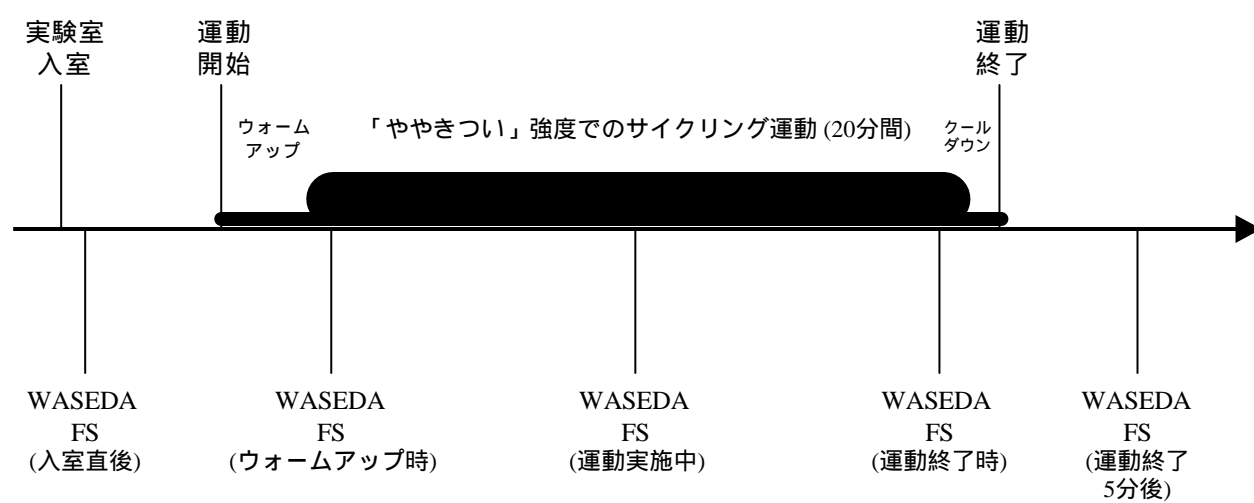 実験室
入室
運動
開始
運動
終了
ウォーム
アップ
「ややきつい」強度でのサイクリング運動 (20分間)
クール
ダウン
WASEDA
FS
(入室直後)
WASEDA
FS
(ウォームアップ時)
WASEDA
FS
(運動実施中)
WASEDA
FS
(運動終了時)
WASEDA
FS
(運動終了
5分後)